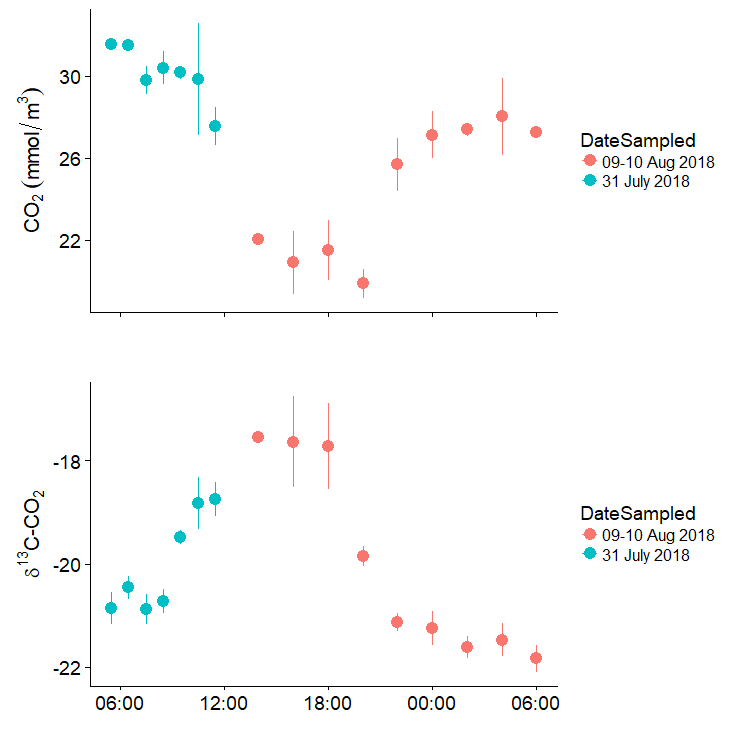 30
26
22
CO₂ (mmol/m³)
DateSampled
09-10 Aug 2018
31 July 2018
-18
-20
-22
δ¹³C-CO₂
DateSampled
09-10 Aug 2018
31 July 2018
06:00 12:00 18:00 00:00 06:00